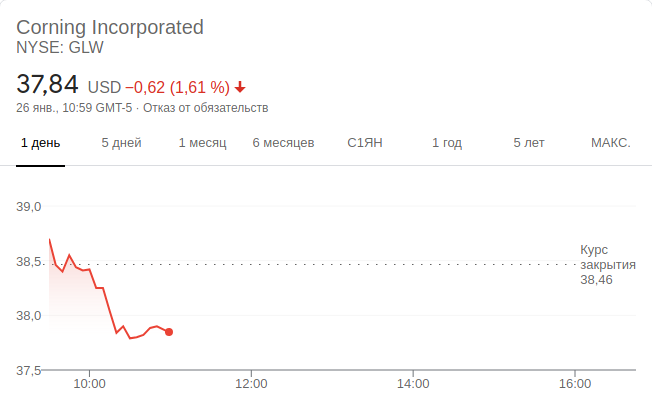 Corning Incorporated
NYSE: GLW
37,84 USD −0,62 (1,61 %)
26 янв., 10:59 GMT-5 · Отказ от обязательств
1 день 5 дней 1 месяц 6 месяцев С1ЯН 1 год 5 лет МАКС.
39,0
38,5
38,0
37,5
Курс
закрытия
38,46
10:00 12:00 14:00 16:00